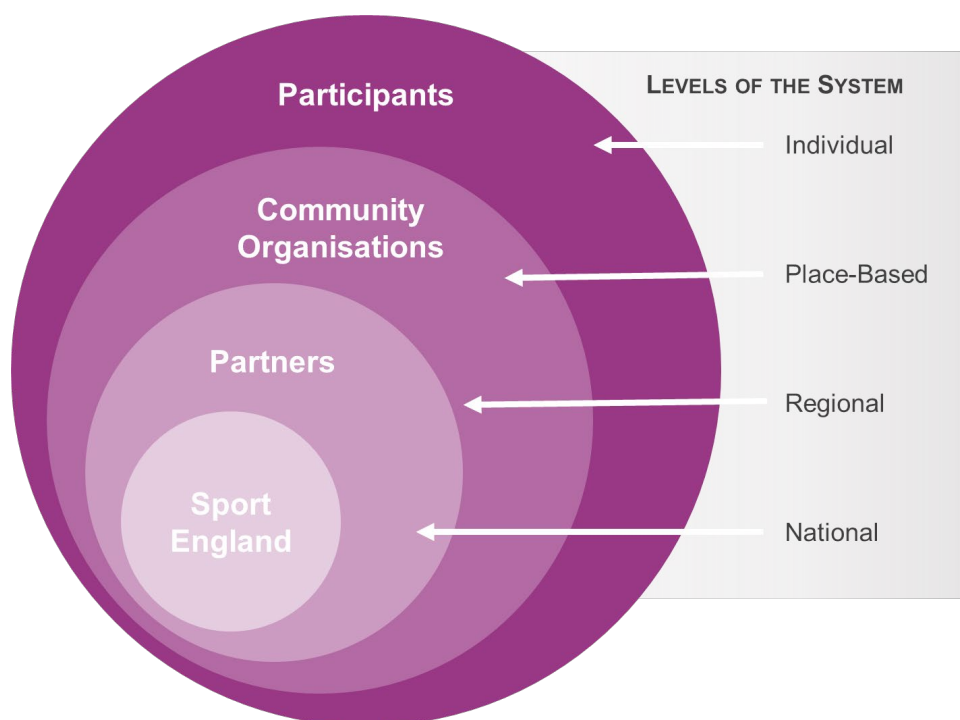 Participants
Community
Organisations
Partners
Sport
England
LEVELS OF THE SYSTEM
Individual
Place-Based
Regional
National